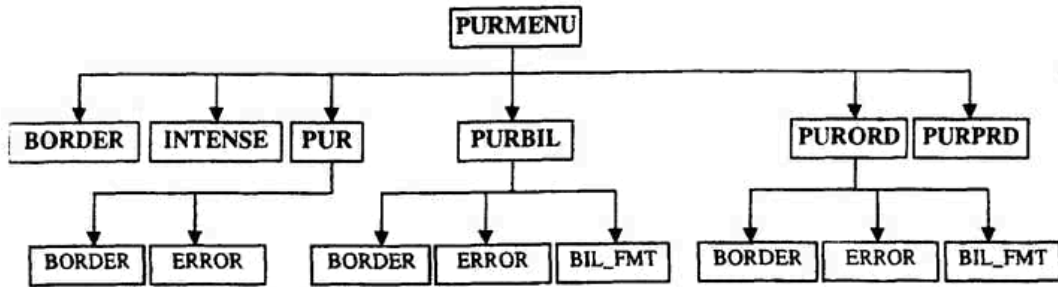 PURMENU
BORDER INTENSE PUR PURBIL PURORD PURPRD
BORDER ERROR BORDER ERROR BIL_FMT BORDER ERROR BIL_FMT